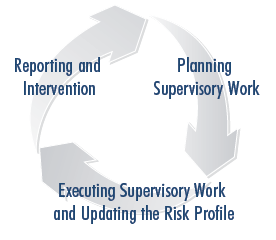 Reporting and
Intervention
Planning
Supervisory Work
Executing Supervisory Work
and Updating the Risk Profile